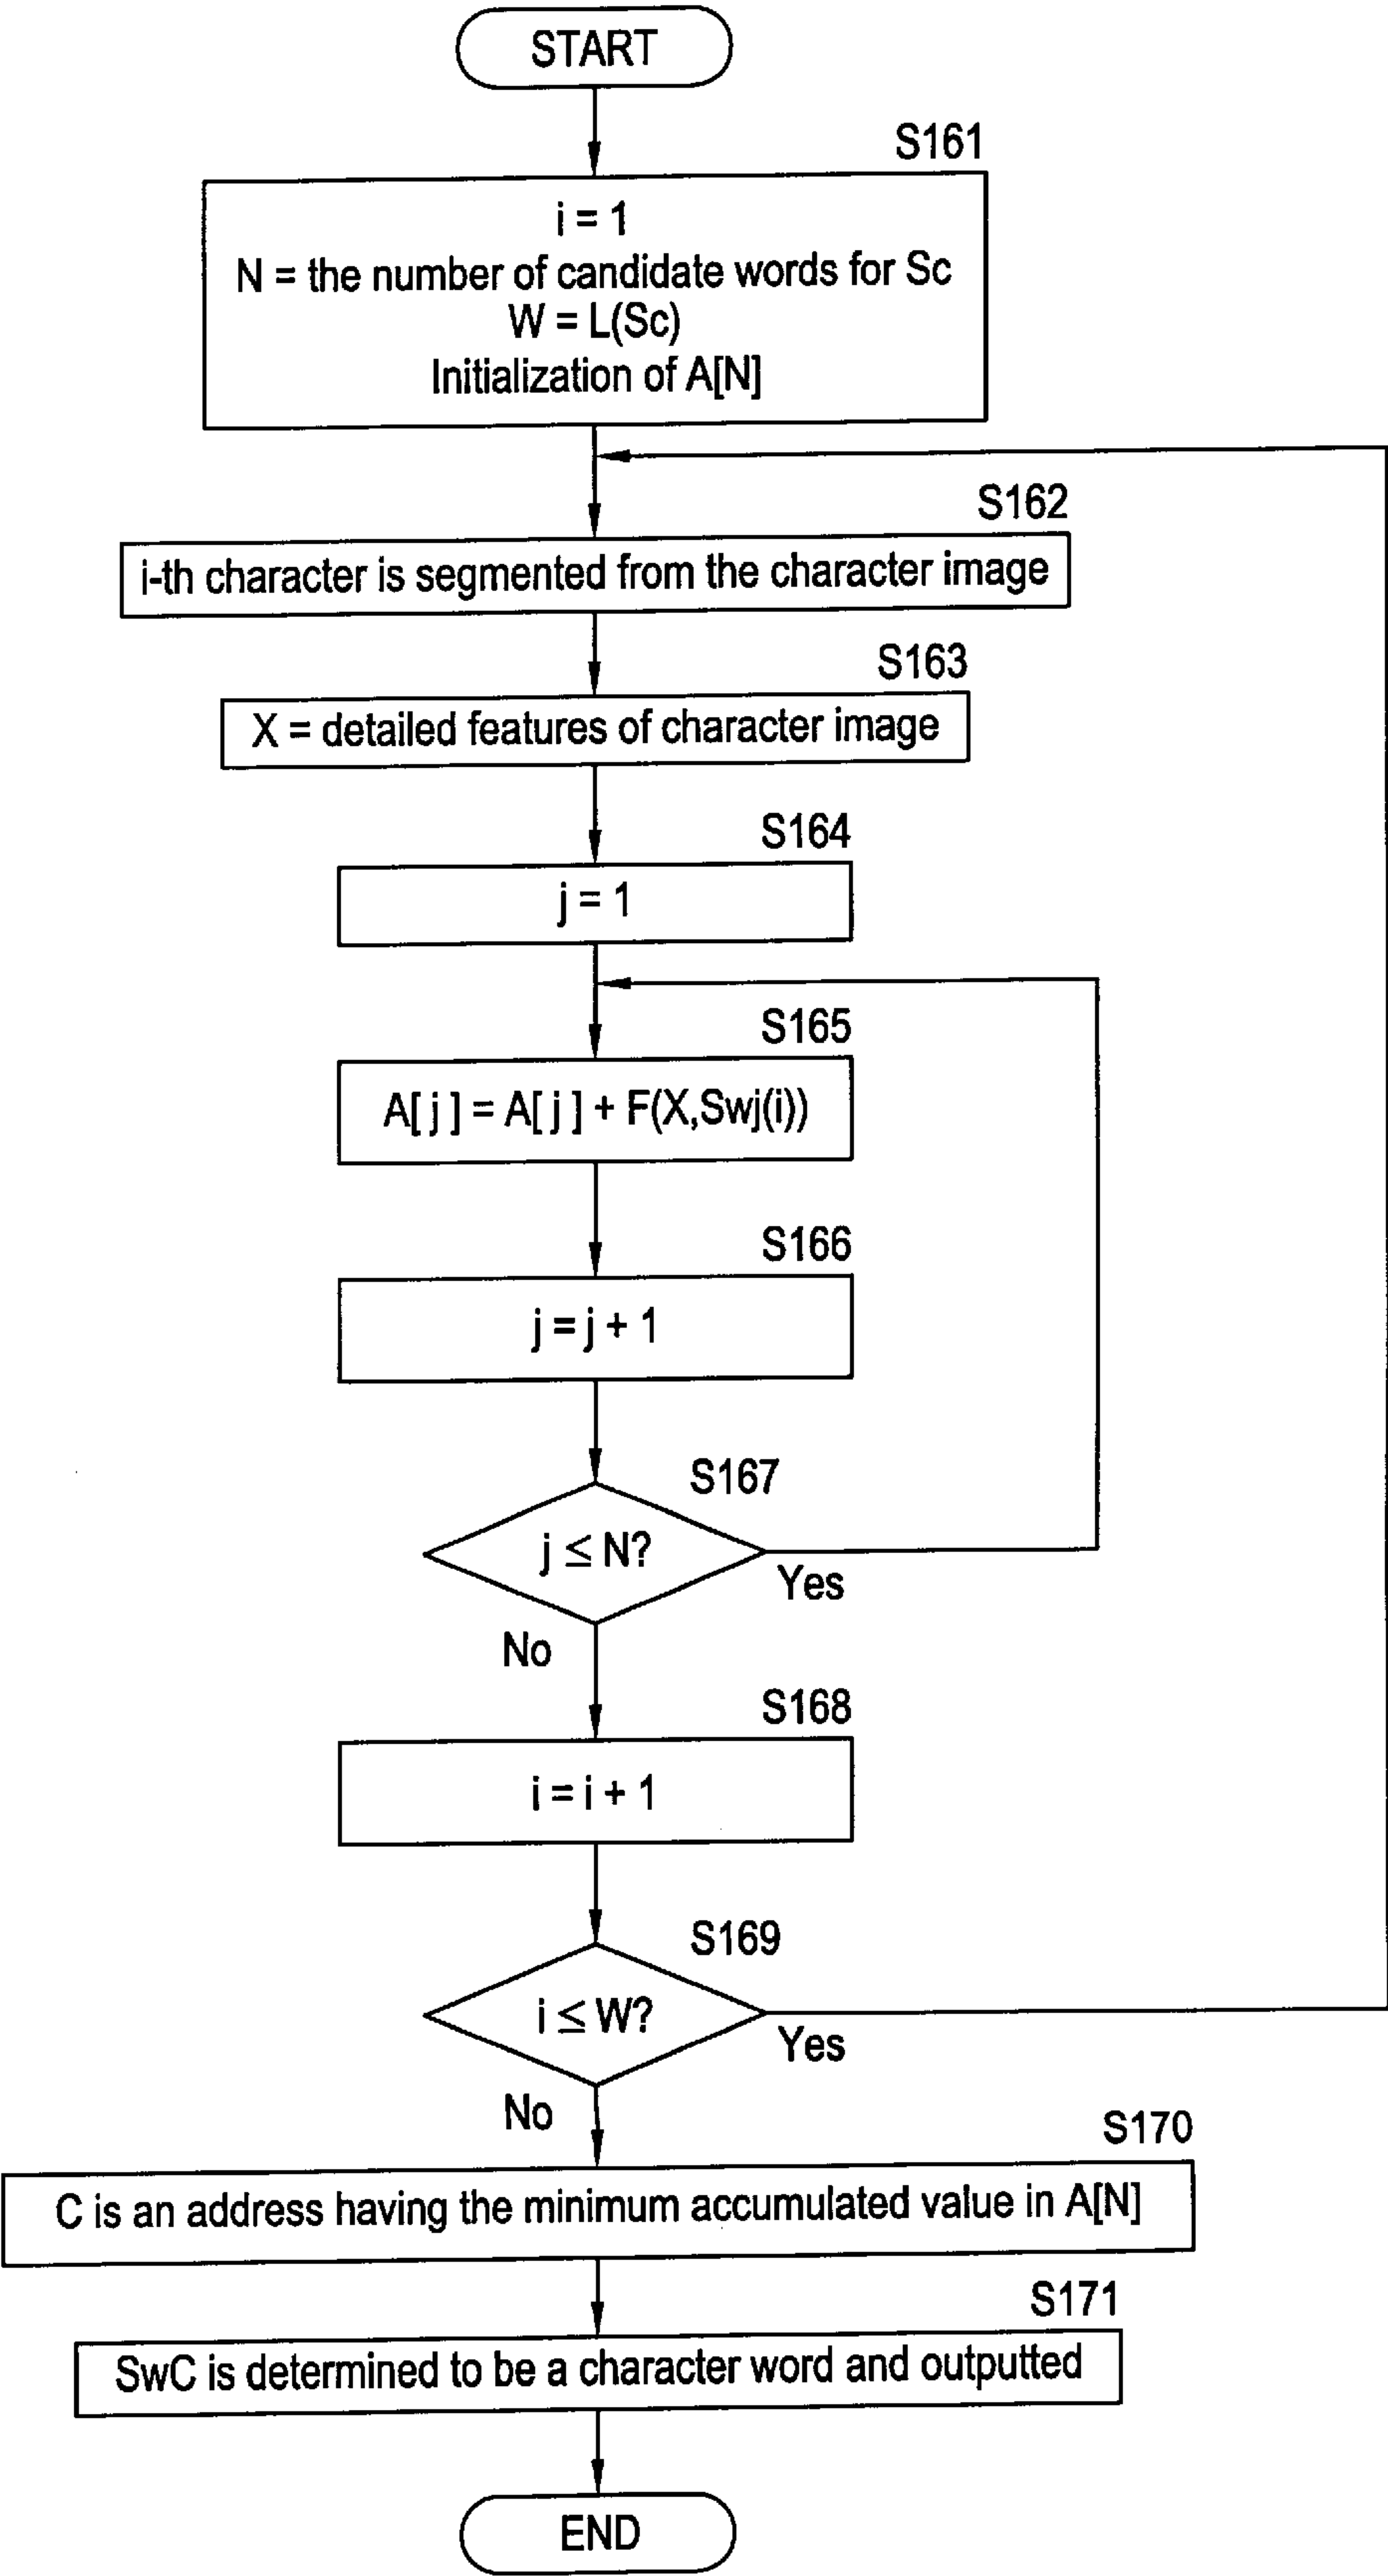 START
S161
i = 1
N = the number of candidate words for Sc
W = L(Sc)
Initialization of A[N]
S162
i-th character is segmented from the character image
S163
X = detailed features of character image
S164
j = 1
S165
A[ j ] = A[ j ] + F(X,Swj(i))
S166
j = j + 1
S167
j ≤ N?
Yes
No
S168
i = i + 1
S169
i ≤ W?
Yes
No
S170
C is an address having the minimum accumulated value in A[N]
S171
SwC is determined to be a character word and outputted
END